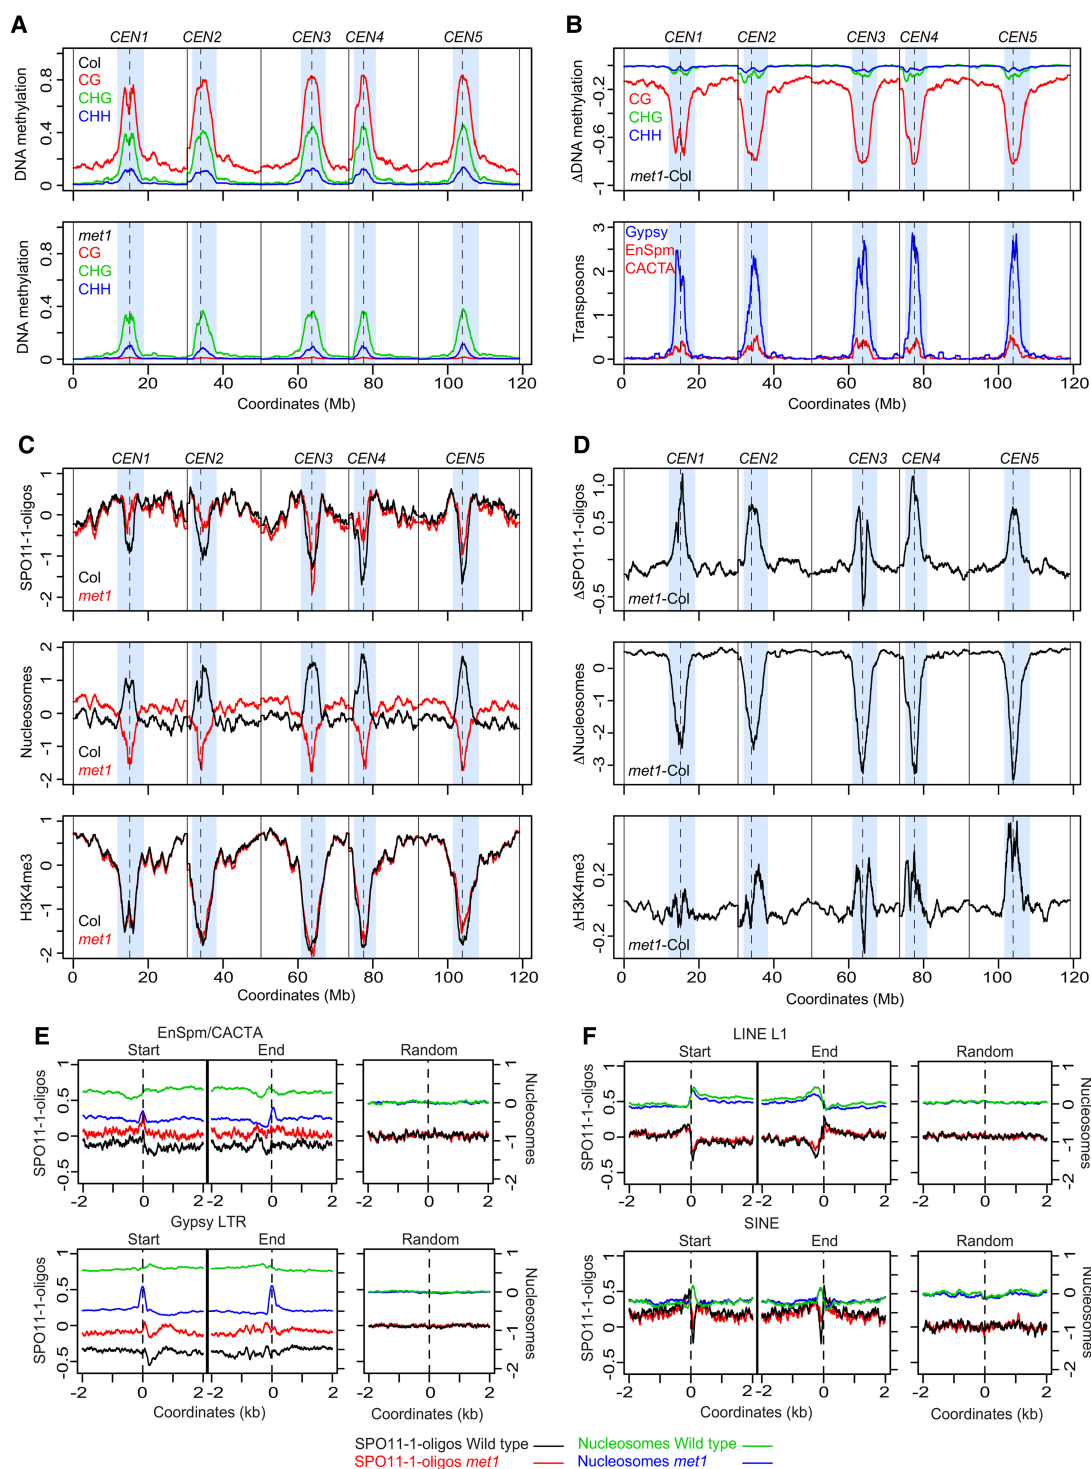 A
CEN1 CEN2 CEN3 CEN4 CEN5
DNA methylation
0.8
0.4
0
Col
CG
CHG
CHH
DNA methylation
0.8
0.4
0
met1
CG
CHG
CHH
0 20 40 60 80 100 120
Coordinates (Mb)
B
CEN1 CEN2 CEN3 CEN4 CEN5
ΔDNA methylation
-0.2
-0.6
-1
CG
CHG
CHH
met1-Col
Transposons
3
2
1
0
Gypsy
EnSpm
CACTA
0 20 40 60 80 100 120
Coordinates (Mb)
C
CEN1 CEN2 CEN3 CEN4 CEN5
SPO11-1-oligos
1
0
-1
-2
Col
met1
Nucleosomes
2
1
0
-1
-2
Col
met1
H3K4me3
1
0
-1
-2
Col
met1
0 20 40 60 80 100 120
Coordinates (Mb)
D
CEN1 CEN2 CEN3 CEN4 CEN5
ΔSPO11-1-oligos
1.0
0.5
-0.5
met1-Col
ΔNucleosomes
0
-1
-2
-3
met1-Col
ΔH3K4me3
0.2
-0.2
met1-Col
0 20 40 60 80 100 120
Coordinates (Mb)
E
EnSpm/CACTA
Start End Random
SPO11-1-oligos
1
0.5
0
-0.5
1
0
-1
-2
Nucleosomes
-2 0 2 -2 0 2 -2 0 2
Gypsy LTR
Start End Random
SPO11-1-oligos
1
0.5
0
-0.5
1
0
-1
-2
Nucleosomes
-2 0 2 -2 0 2 -2 0 2
Coordinates (kb) Coordinates (kb)
F
LINE L1
Start End Random
SPO11-1-oligos
1
0.5
0
-0.5
1
0
-1
-2
Nucleosomes
-2 0 2 -2 0 2 -2 0 2
SINE
Start End Random
SPO11-1-oligos
1
0.5
0
-0.5
1
0
-1
-2
Nucleosomes
-2 0 2 -2 0 2 -2 0 2
Coordinates (kb) Coordinates (kb)
SPO11-1-oligos Wild type
Nucleosomes Wild type
SPO11-1-oligos met1
Nucleosomes met1